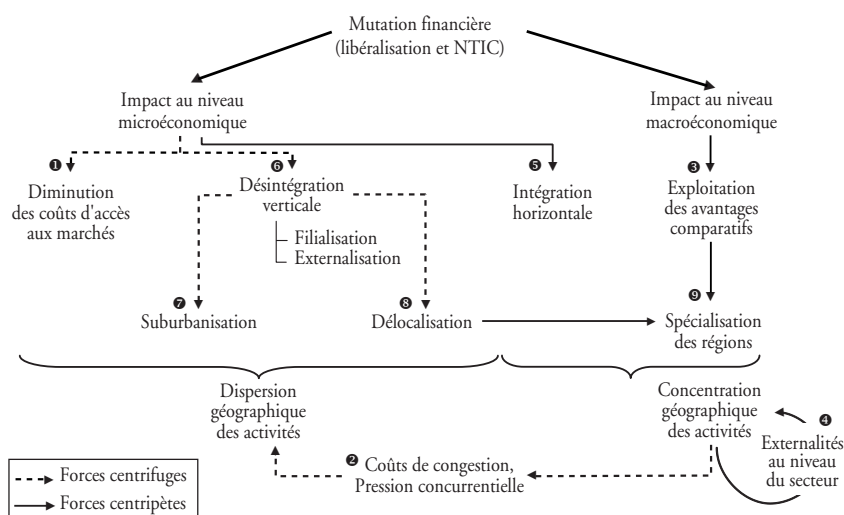 Mutation financière
(libéralisation et NTIC)
Impact au niveau
microéconomique
Impact au niveau
macroéconomique
❶
Diminution
des coûts d'accès
aux marchés
❻
Désintégration
verticale
Filialisation
Externalisation
❺
Intégration
horizontale
❸
Exploitation
des avantages
comparatifs
❼
Suburbanisation
❽
Délocalisation
❾
Spécialisation
des régions
Dispersion
géographique
des activités
Concentration
géographique
des activités
❹
Externalités
au niveau
du secteur
❷ Coûts de congestion,
Pression concurrentielle
Forces centrifuges
Forces centripètes